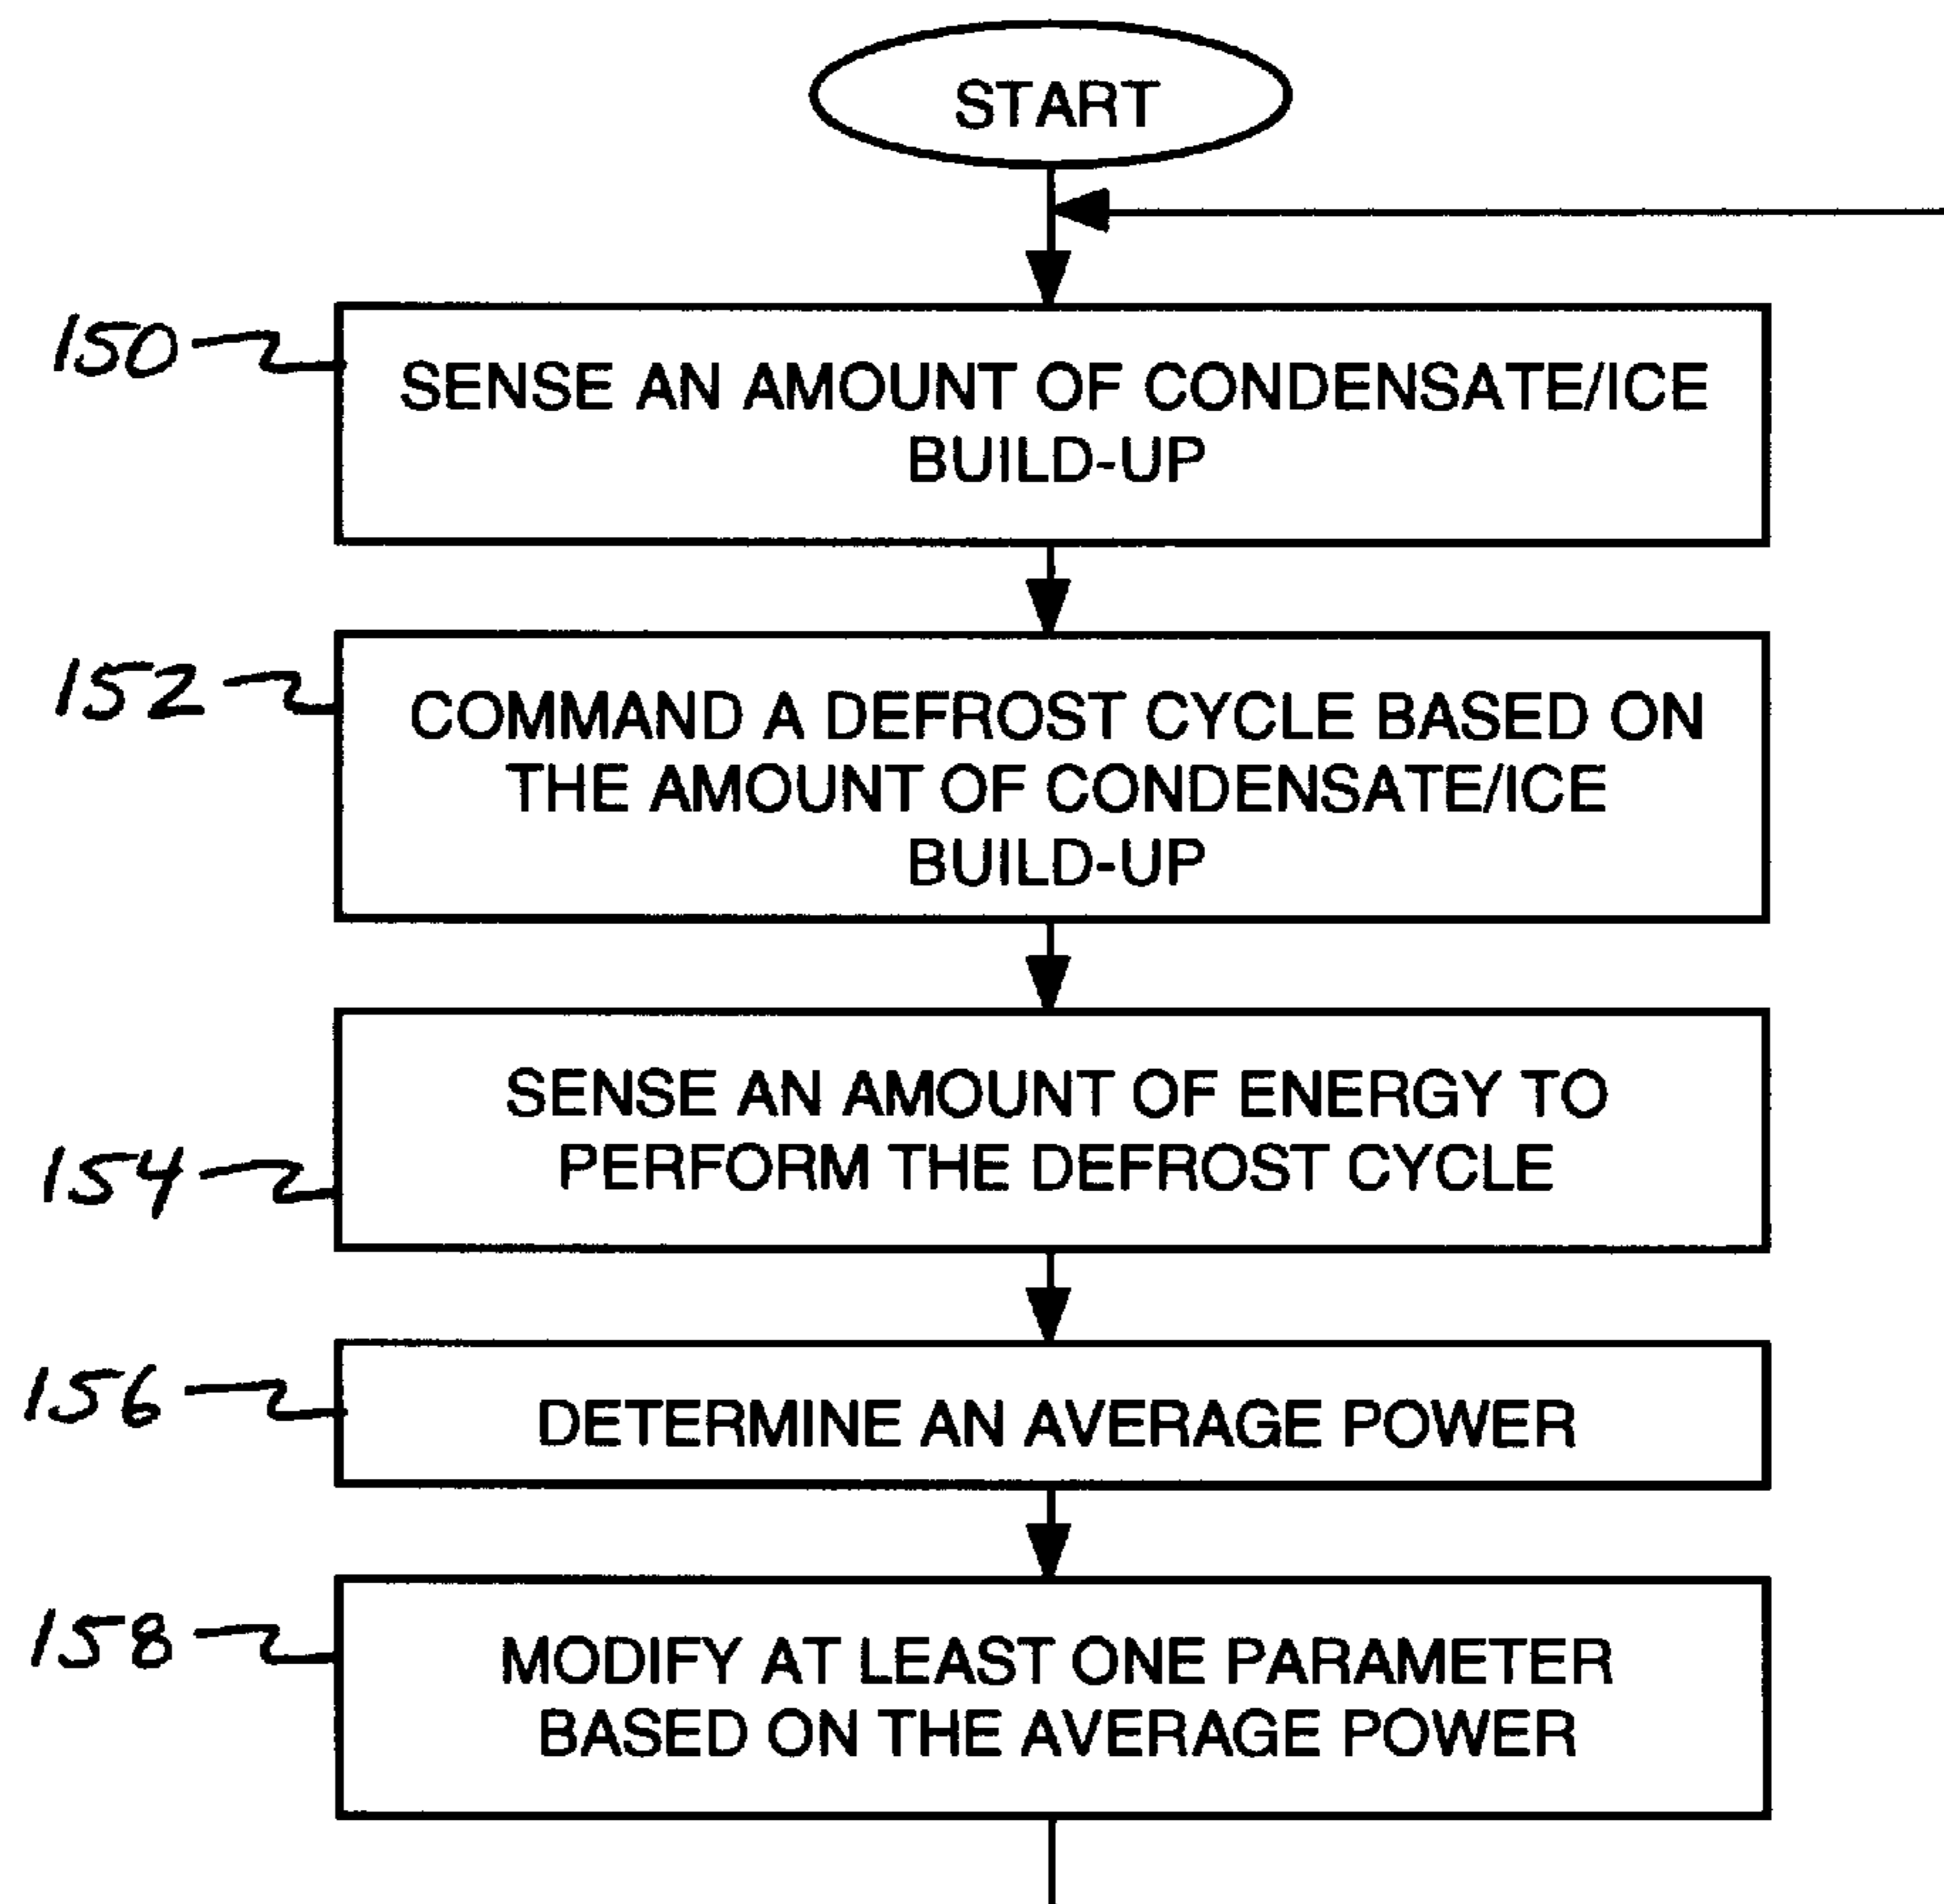 START
150
SENSE AN AMOUNT OF CONDENSATE/ICE
BUILD-UP
152
COMMAND A DEFROST CYCLE BASED ON
THE AMOUNT OF CONDENSATE/ICE
BUILD-UP
154
SENSE AN AMOUNT OF ENERGY TO
PERFORM THE DEFROST CYCLE
156
DETERMINE AN AVERAGE POWER
158
MODIFY AT LEAST ONE PARAMETER
BASED ON THE AVERAGE POWER